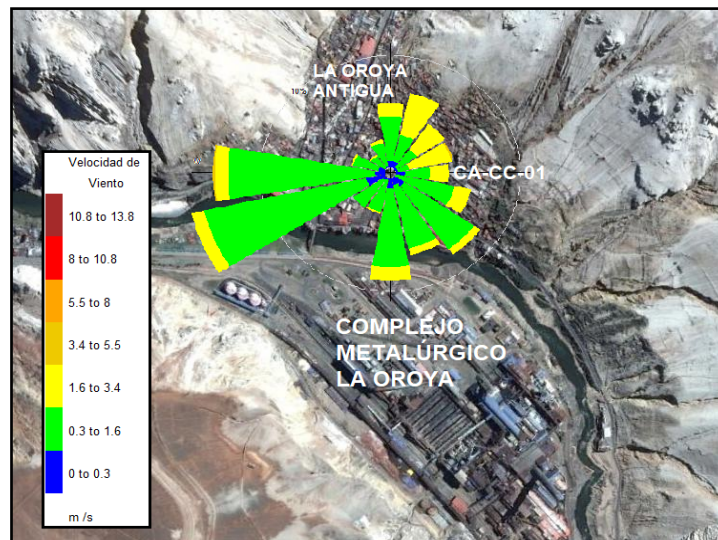 LA OROYA
ANTIGUA
10%
CA-CC-01
COMPLEJO
METALÚRGICO
LA OROYA
Velocidad de
Viento
10.8 to 13.8
8 to 10.8
5.5 to 8
3.4 to 5.5
1.6 to 3.4
0.3 to 1.6
0 to 0.3
m /s